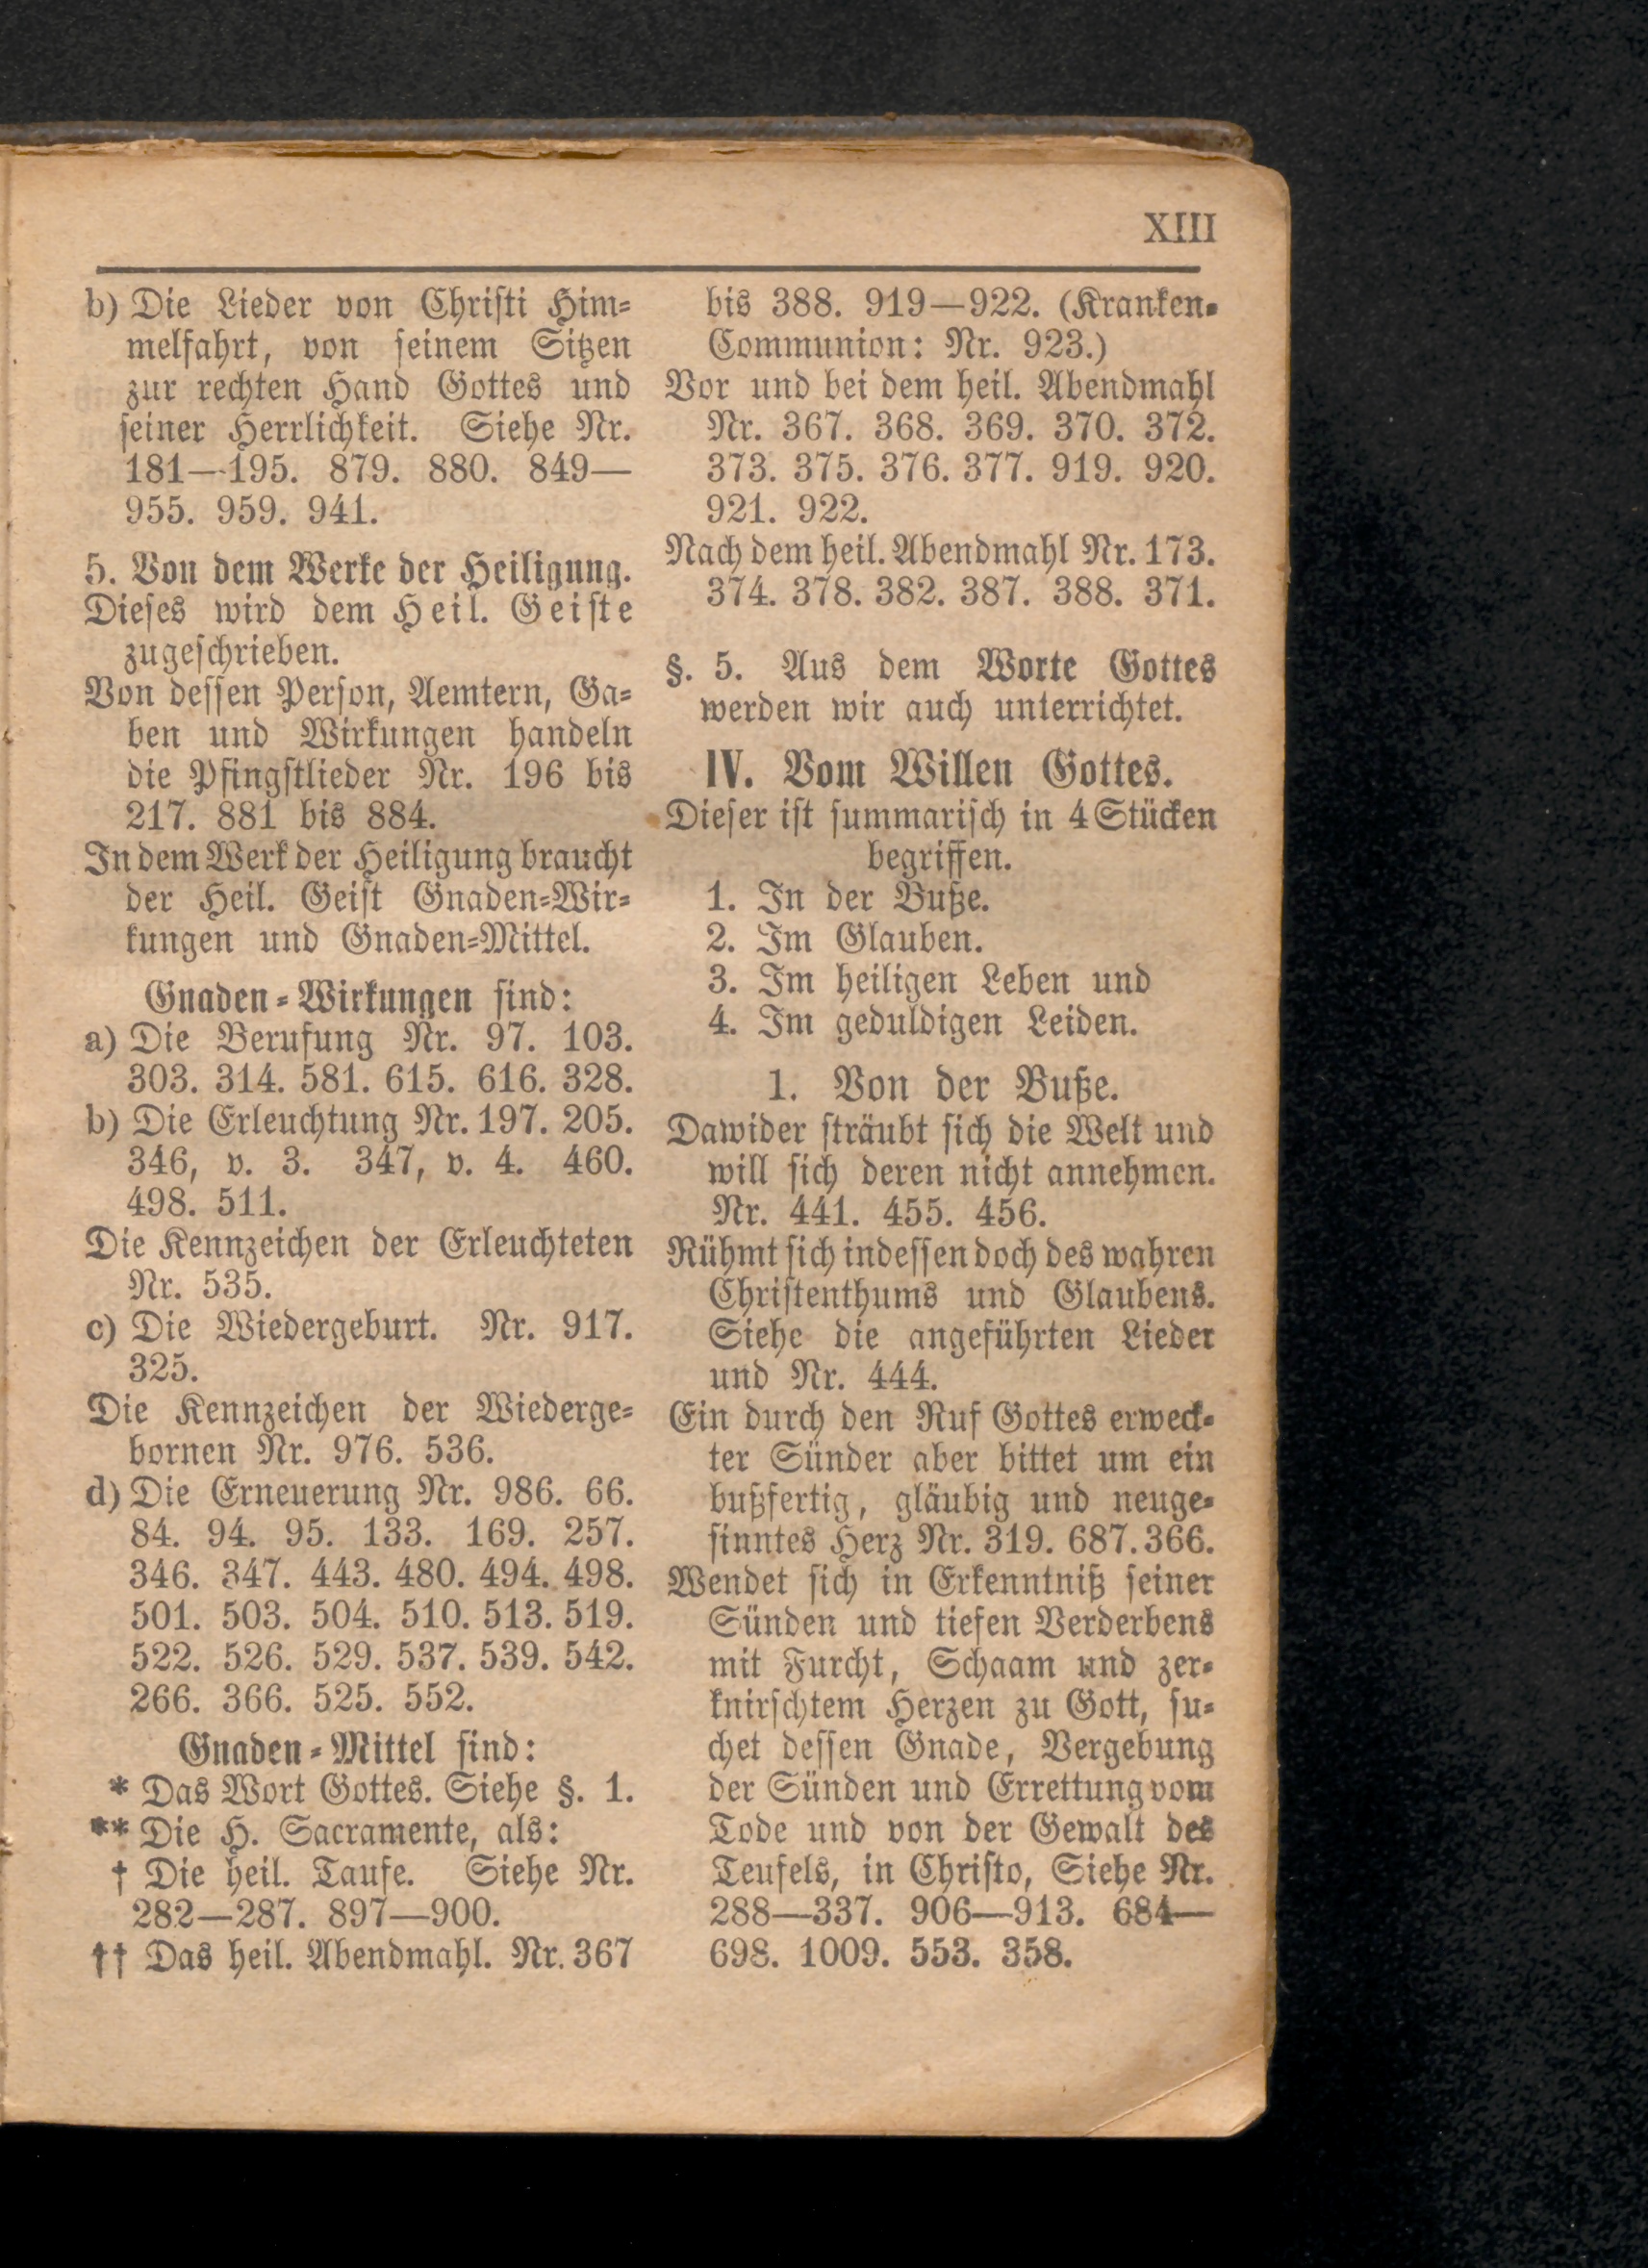 XIII
b) Die Lieder von Christi Him-
melfahrt, von seinem Sitzen
zur rechten Hand Gottes und
seiner Herrlichkeit. Siehe Nr.
181—195. 879. 880. 849—
955. 959. 941.
5. Von dem Werke der Heiligung.
Dieses wird dem Heil. Geiste
zugeschrieben.
Von dessen Person, Aemtern, Ga-
ben und Wirkungen handeln
die Pfingstlieder Nr. 196 bis
217. 881 bis 884.
In dem Werk der Heiligung braucht
der Heil. Geist Gnaden-Wir-
kungen und Gnaden-Mittel.
Gnaden-Wirkungen sind:
a) Die Berufung Nr. 97. 103.
303. 314. 581. 615. 616. 328.
b) Die Erleuchtung Nr. 197. 205.
346, v. 3. 347, v. 4. 460.
498. 511.
Die Kennzeichen der Erleuchteten
Nr. 535.
c) Die Wiedergeburt. Nr. 917.
325.
Die Kennzeichen der Wiederge-
bornen Nr. 976. 536.
d) Die Erneuerung Nr. 986. 66.
84. 94. 95. 133. 169. 257.
346. 347. 443. 480. 494. 498.
501. 503. 504. 510. 513. 519.
522. 526. 529. 537. 539. 542.
266. 366. 525. 552.
Gnaden-Mittel sind:
* Das Wort Gottes. Siehe §. 1.
** Die H. Sacramente, als:
† Die heil. Taufe. Siehe Nr.
282—287. 897—900.
†† Das heil. Abendmahl. Nr. 367
bis 388. 919—922. (Kranken-
Communion: Nr. 923.)
Vor und bei dem heil. Abendmahl
Nr. 367. 368. 369. 370. 372.
373. 375. 376. 377. 919. 920.
921. 922.
Nach dem heil. Abendmahl Nr. 173.
374. 378. 382. 387. 388. 371.
§. 5. Aus dem Worte Gottes
werden wir auch unterrichtet.
IV. Vom Willen Gottes.
Dieser ist summarisch in 4 Stücken
begriffen.
1. In der Buße.
2. Im Glauben.
3. Im heiligen Leben und
4. Im geduldigen Leiden.
1. Von der Buße.
Dawider sträubt sich die Welt und
will sich deren nicht annehmen.
Nr. 441. 455. 456.
Rühmt sich indessen doch des wahren
Christenthums und Glaubens.
Siehe die angeführten Lieder
und Nr. 444.
Ein durch den Ruf Gottes erweck-
ter Sünder aber bittet um ein
bußfertig, gläubig und neuge-
sinntes Herz Nr. 319. 687. 366.
Wendet sich in Erkenntniß seiner
Sünden und tiefen Verderbens
mit Furcht, Schaam und zer-
knirschtem Herzen zu Gott, su-
chet dessen Gnade, Vergebung
der Sünden und Errettung vom
Tode und von der Gewalt des
Teufels, in Christo, Siehe Nr.
288—337. 906—913. 684—
698. 1009. 553. 358.